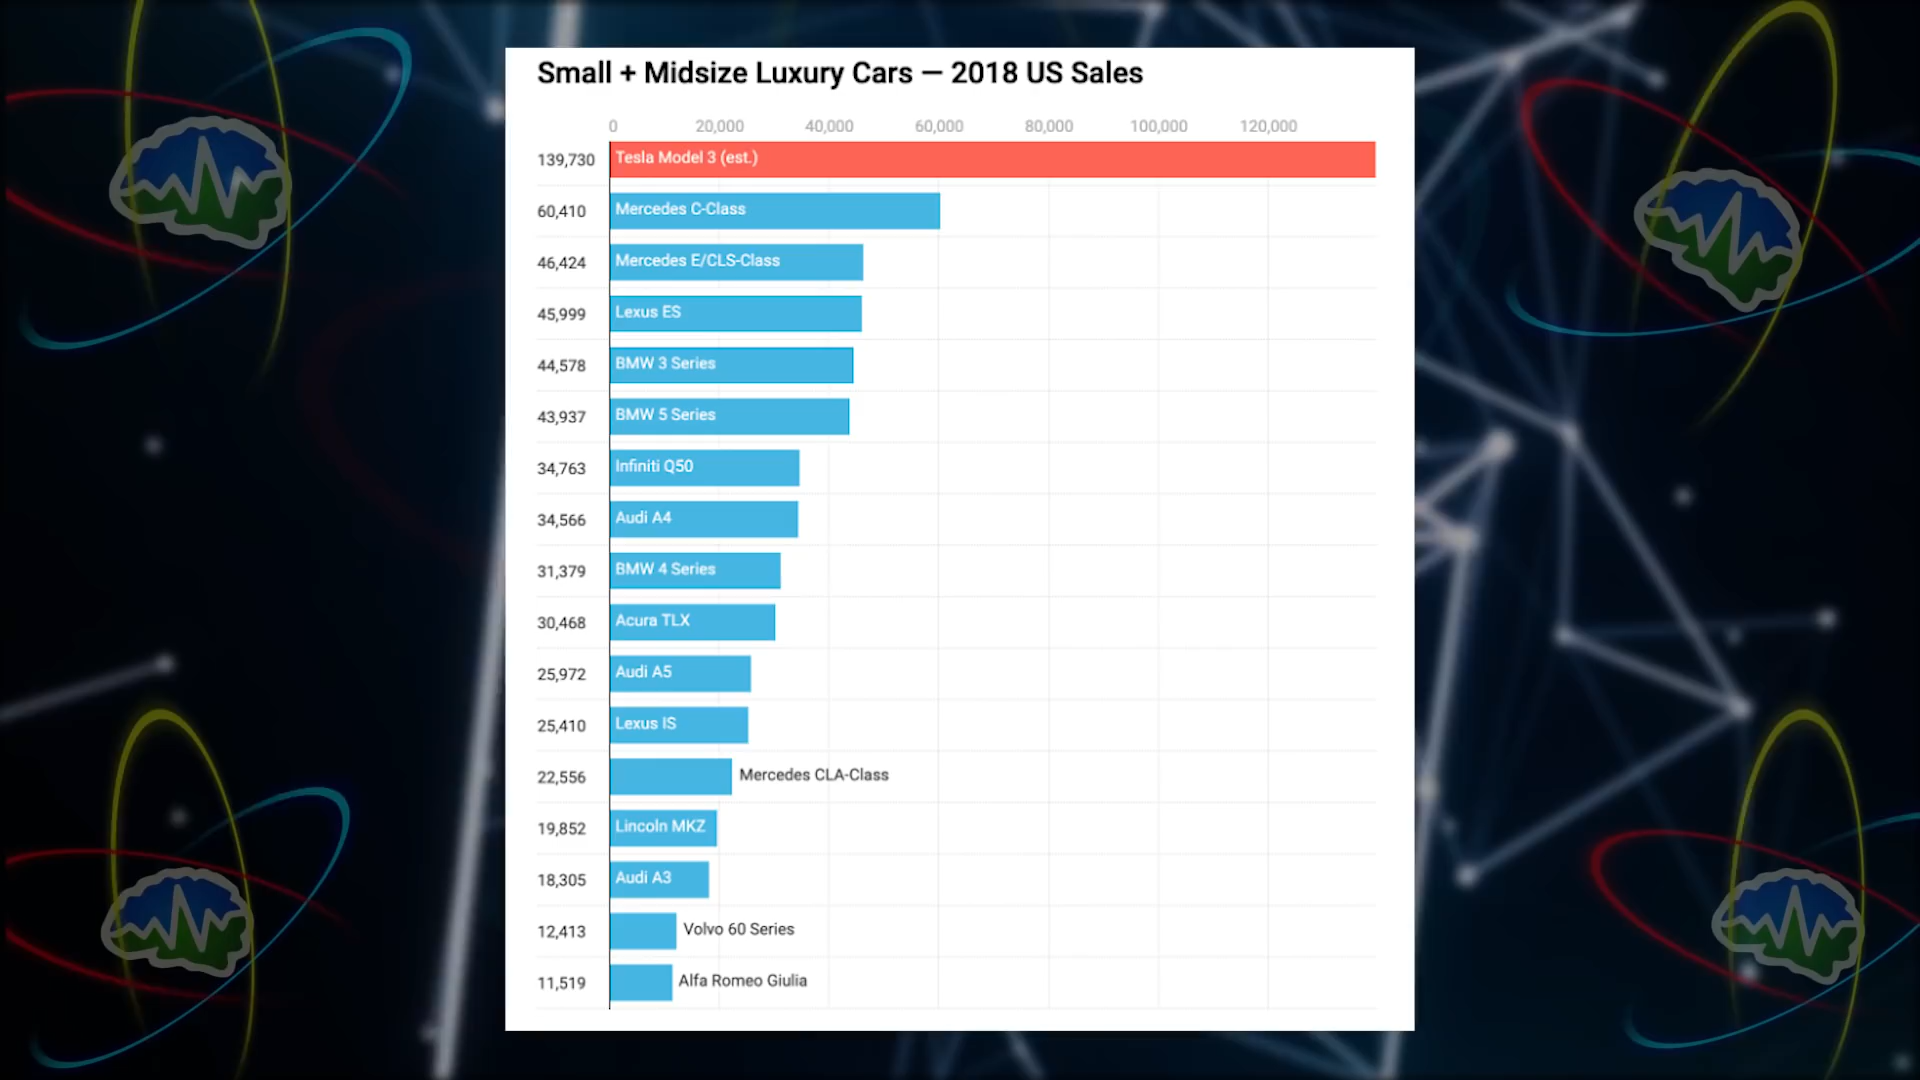 Small + Midsize Luxury Cars — 2018 US Sales
0 20,000 40,000 60,000 80,000 100,000 120,000
139,730 Tesla Model 3 (est.)
60,410 Mercedes C-Class
46,424 Mercedes E/CLS-Class
45,999 Lexus ES
44,578 BMW 3 Series
43,937 BMW 5 Series
34,763 Infiniti Q50
34,566 Audi A4
31,379 BMW 4 Series
30,468 Acura TLX
25,972 Audi A5
25,410 Lexus IS
22,556 Mercedes CLA-Class
19,852 Lincoln MKZ
18,305 Audi A3
12,413 Volvo 60 Series
11,519 Alfa Romeo Giulia